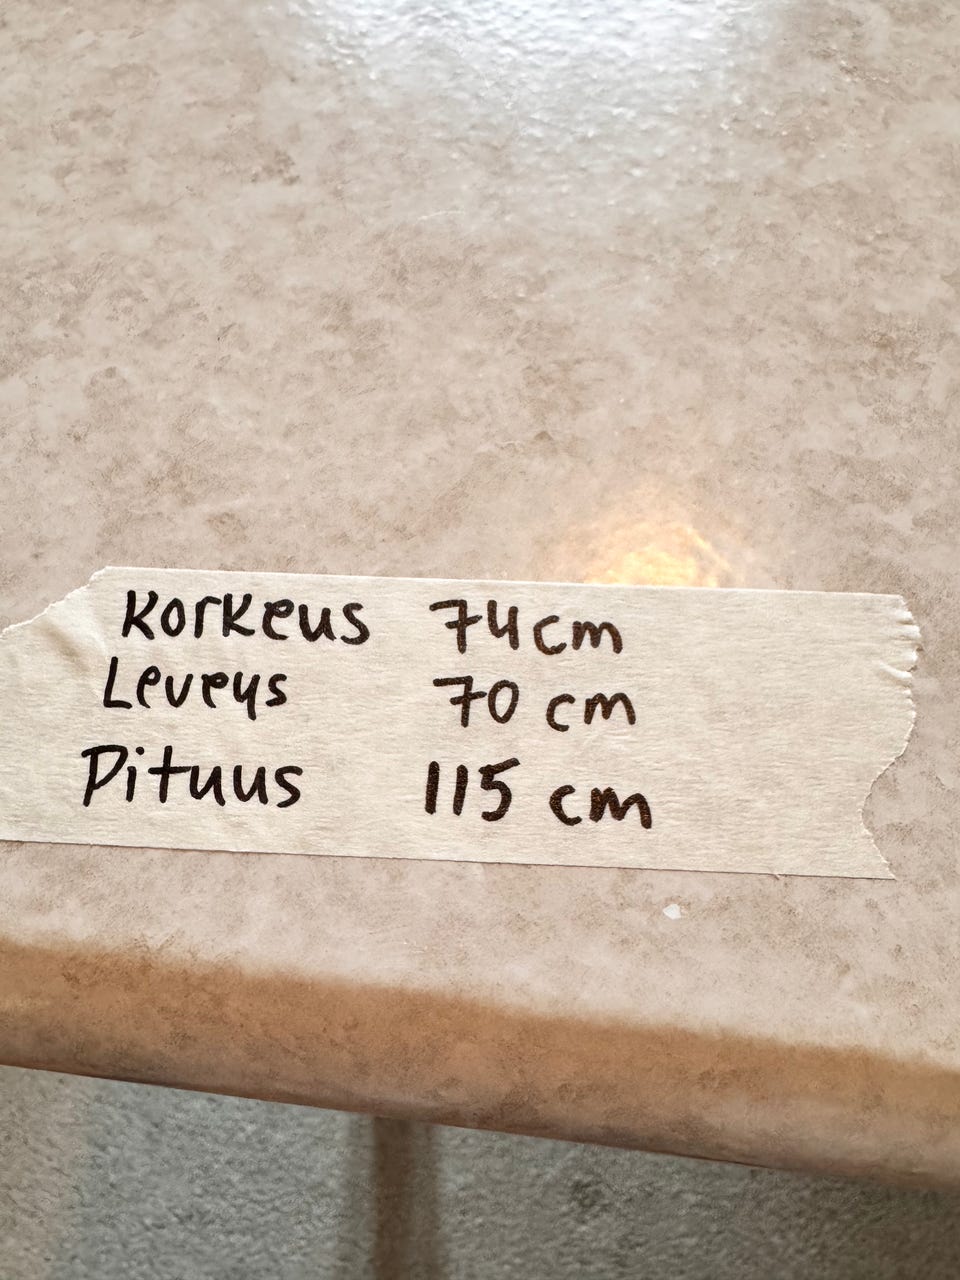 Korkeus 74cm
Leveys 70 cm
Pituus 115 cm